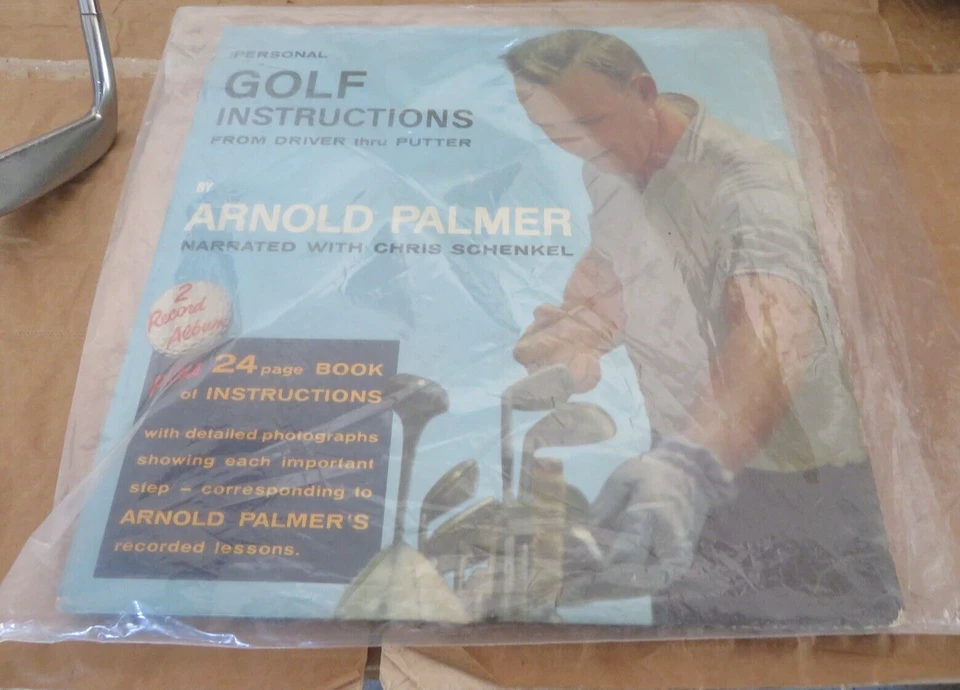 PERSONAL
GOLF
INSTRUCTIONS
FROM DRIVER thru PUTTER
BY
ARNOLD PALMER
NARRATED WITH CHRIS SCHENKEL
2
Record
Album
24 page BOOK
of INSTRUCTIONS
with detailed photographs
showing each important
step – corresponding to
ARNOLD PALMER'S
recorded lessons.